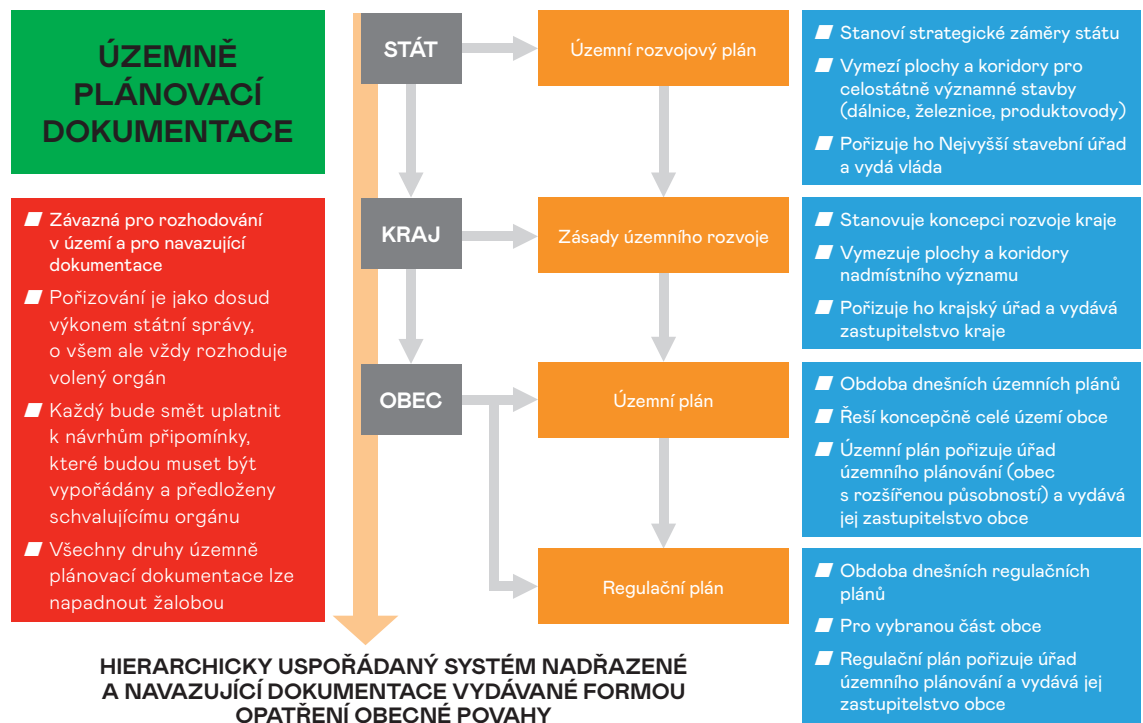 ÚZEMNĚ
PLÁNOVACÍ
DOKUMENTACE
Závazná pro rozhodování
v území a pro navazující
dokumentace
Pořizování je jako dosud
výkonem státní správy,
o všem ale vždy rozhoduje
volený orgán
Každý bude smět uplatnit
k návrhům připomínky,
které budou muset být
vypořádány a předloženy
schvalujícímu orgánu
Všechny druhy územně
plánovací dokumentace lze
napadnout žalobou
STÁT
Územní rozvojový plán
Stanoví strategické záměry státu
Vymezí plochy a koridory pro
celostátně významné stavby
(dálnice, železnice, produktovody)
Pořizuje ho Nejvyšší stavební úřad
a vydá vláda
KRAJ
Zásady územního rozvoje
Stanovuje koncepci rozvoje kraje
Vymezuje plochy a koridory
nadmístního významu
Pořizuje ho krajský úřad a vydává
zastupitelstvo kraje
OBEC
Územní plán
Obdoba dnešních územních plánů
Řeší koncepčně celé území obce
Územní plán pořizuje úřad
územního plánování (obec
s rozšířenou působností) a vydává
jej zastupitelstvo obce
Regulační plán
Obdoba dnešních regulačních
plánů
Pro vybranou část obce
Regulační plán pořizuje úřad
územního plánování a vydává jej
zastupitelstvo obce
HIERARCHICKY USPOŘÁDANÝ SYSTÉM NADŘAZENÉ
A NAVAZUJÍCÍ DOKUMENTACE VYDÁVANÉ FORMOU
OPATŘENÍ OBECNÉ POVAHY